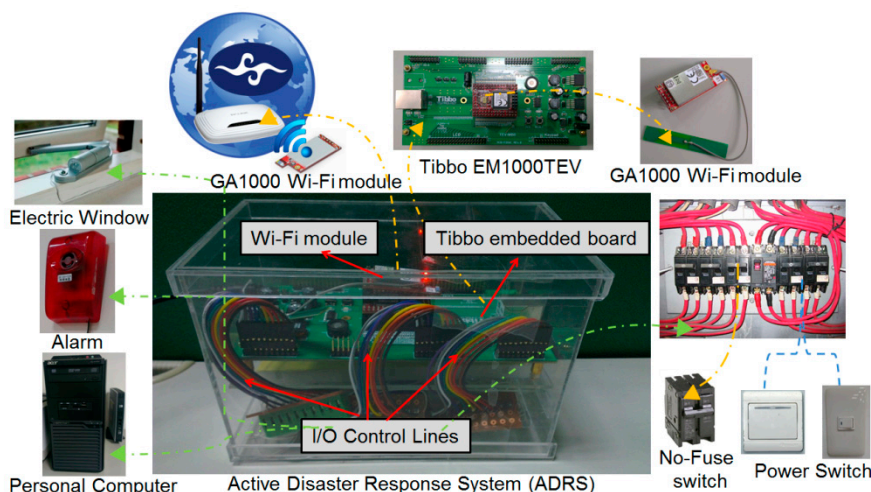 Tibbo
GA1000 Wi-Fi module
Tibbo EM1000TEV
GA1000 Wi-Fi module
Electric Window
Wi-Fi module
Tibbo embedded board
Alarm
I/O Control Lines
Personal Computer
Active Disaster Response System (ADRS)
No-Fuse
switch
Power Switch